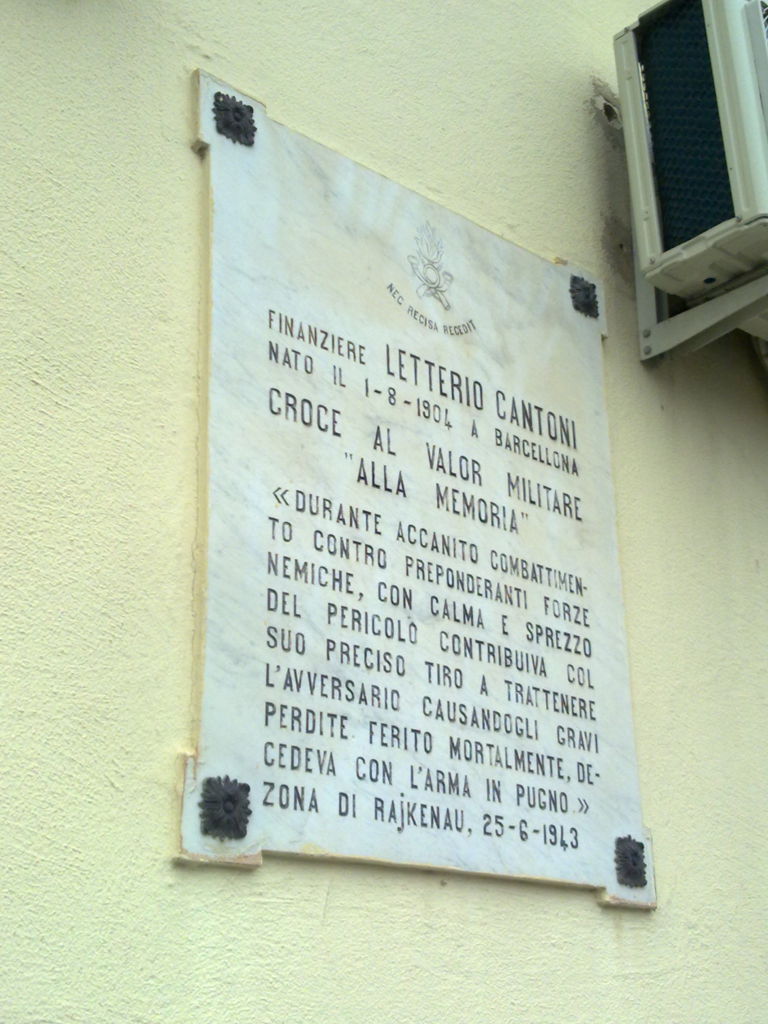 NEC RECISA RECEDIT
FINANZIERE LETTERIO CANTONI
NATO IL 1-8-1904 A BARCELLONA
CROCE AL VALOR MILITARE
"ALLA MEMORIA"
«DURANTE ACCANITO COMBATTIMEN-
TO CONTRO PREPONDERANTI FORZE
NEMICHE, CON CALMA E SPREZZO
DEL PERICOLO CONTRIBUIVA COL
SUO PRECISO TIRO A TRATTENERE
L'AVVERSARIO CAUSANDOGLI GRAVI
PERDITE. FERITO MORTALMENTE, DE-
CEDEVA CON L'ARMA IN PUGNO.»
ZONA DI RAjKENAU, 25-6-1943